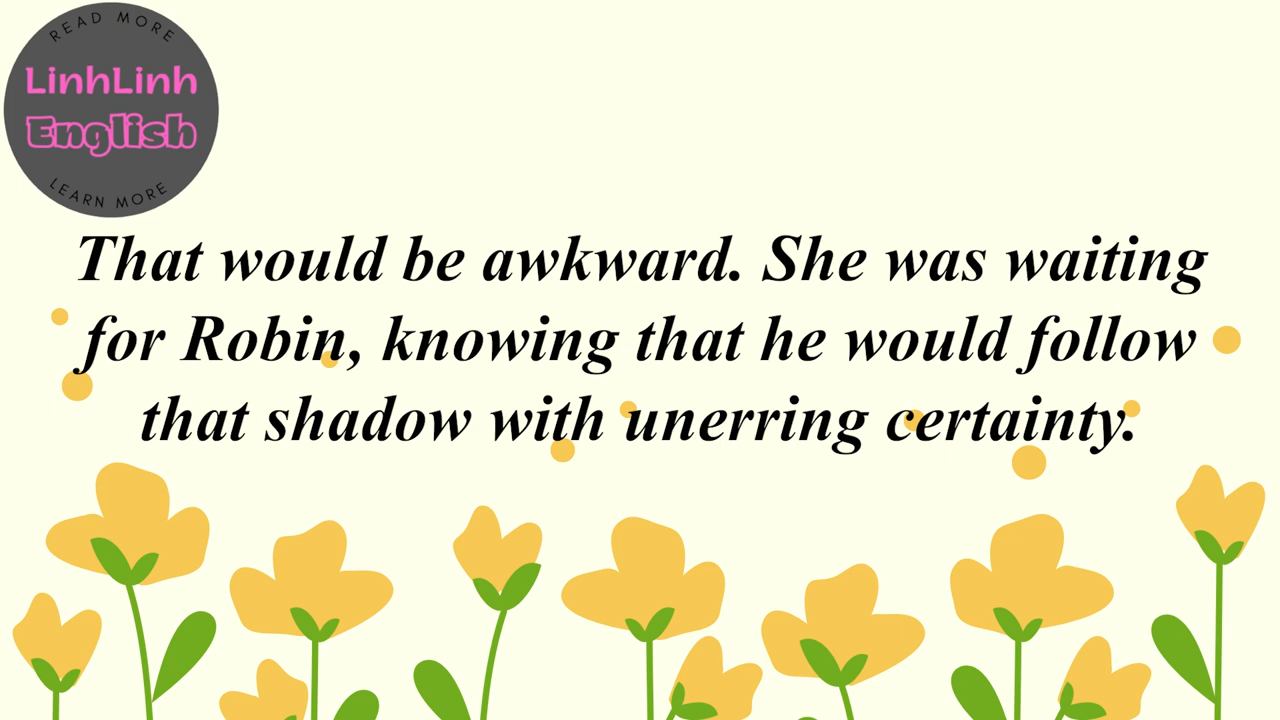 READ MORE
LinhLinh
English
LEARN MORE
That would be awkward. She was waiting
for Robin, knowing that he would follow
that shadow with unerring certainty.